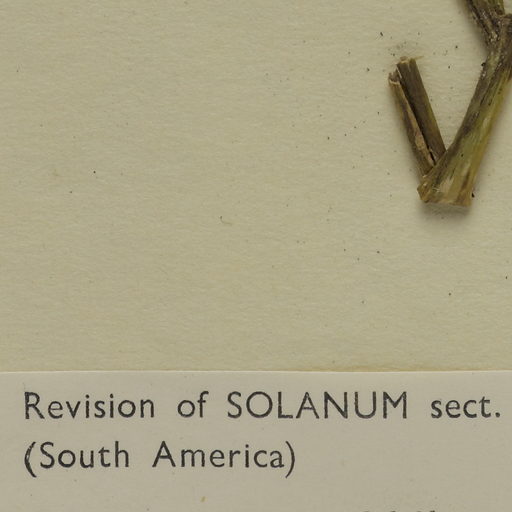 Revision of SOLANUM sect.
(South America)